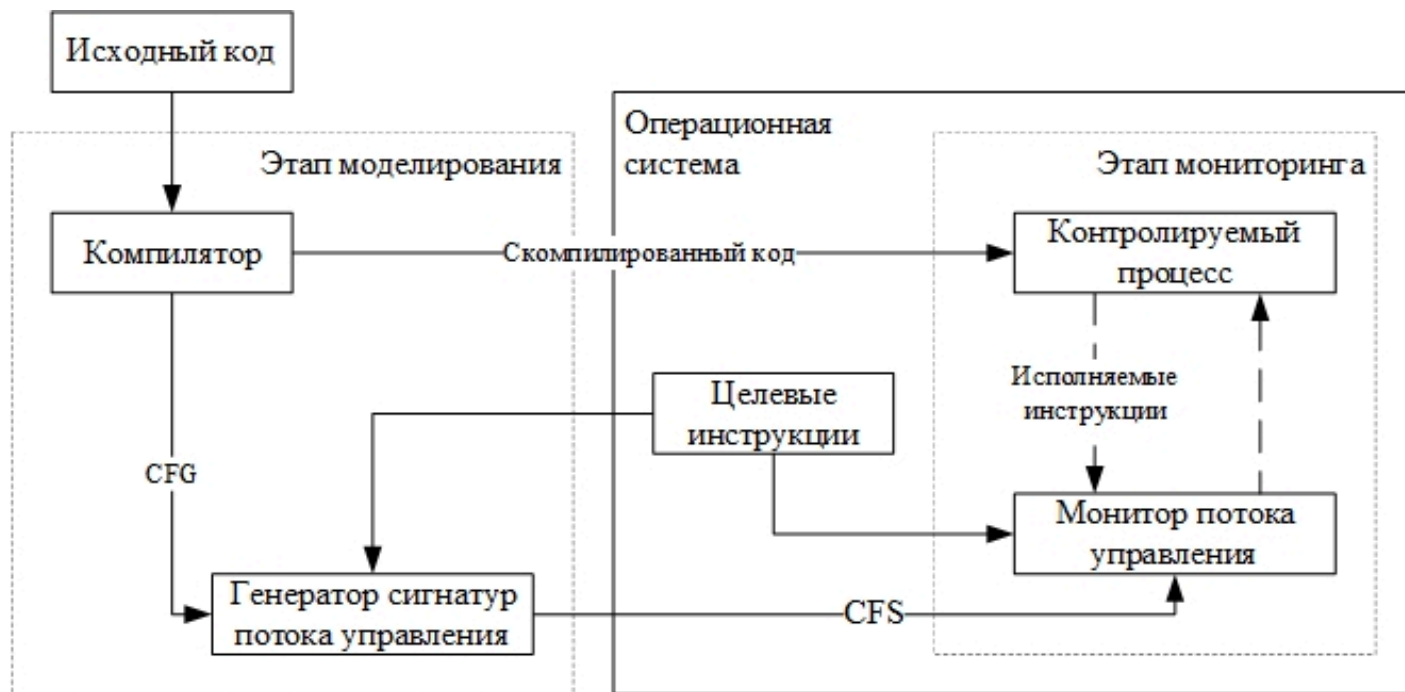 Исходный код
Операционная
система
Этап моделирования
Этап мониторинга
Компилятор
Скомпилированный код
Контролируемый
процесс
Целевые
инструкции
Исполняемые
инструкции
CFG
Монитор потока
управления
Генератор сигнатур
потока управления
CFS